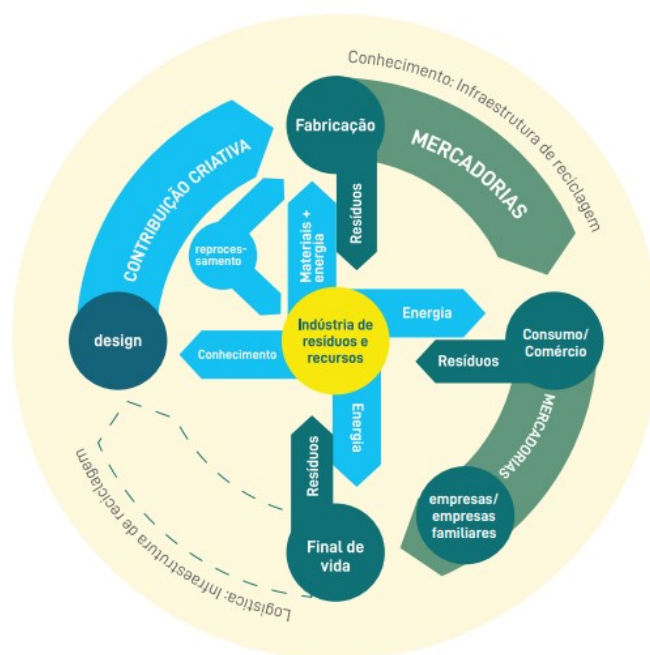 Conhecimento: Infraestrutura de reciclagem
Fabricação
MERCADORIAS
CONTRIBUIÇÃO CRIATIVA
Resíduos
Materiais +
energia
reproces-
samento
design
Conhecimento
Indústria de
resíduos e
recursos
Energia
Resíduos
Consumo/
Comércio
MERCADORIAS
Energia
Resíduos
empresas/
empresas
familiares
Final de
vida
Logística: Infraestrutura de reciclagem